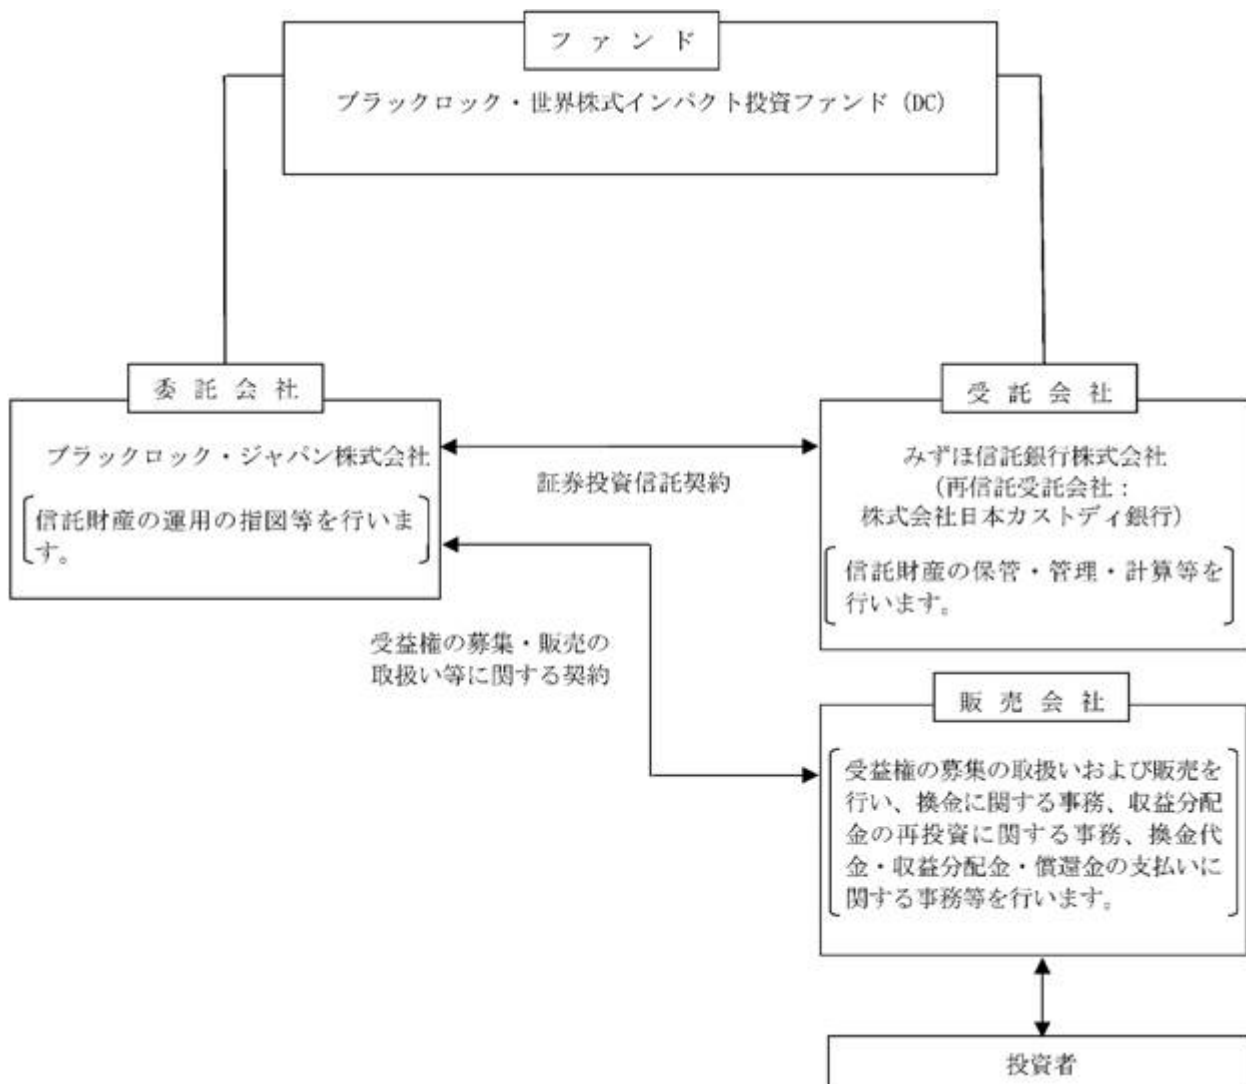 ファンド
ブラックロック・世界株式インパクト投資ファンド（DC）
委託会社
ブラックロック・ジャパン株式会社
信託財産の運用の指図等を行いま
す。
証券投資信託契約
受託会社
みずほ信託銀行株式会社
（再信託受託会社：
株式会社日本カストディ銀行）
信託財産の保管・管理・計算等を
行います。
受益権の募集・販売の
取扱い等に関する契約
販売会社
受益権の募集の取扱いおよび販売を
行い、換金に関する事務、収益分配
金の再投資に関する事務、換金代
金・収益分配金・償還金の支払いに
関する事務等を行います。
投資者